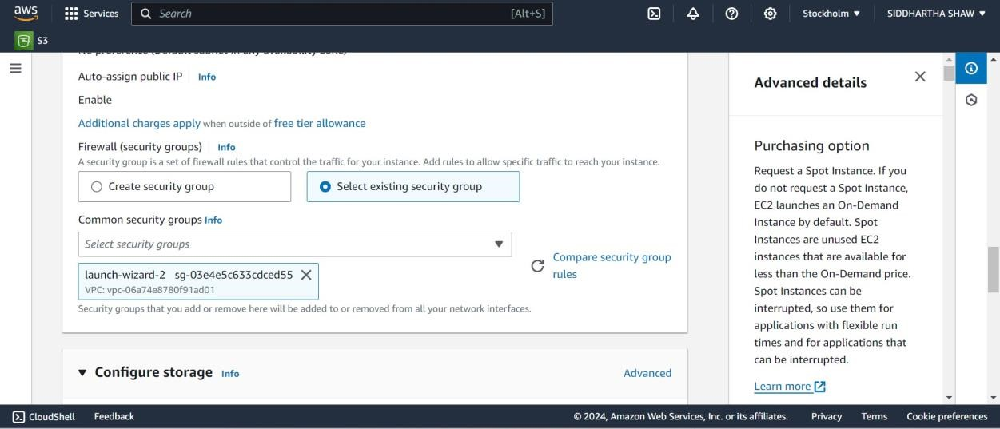 aws
Services
Search
[Alt+S]
Stockholm
SIDDHARTHA SHAW
S3
No preference (Default subnet in any availability zone)
Auto-assign public IP
Info
Enable
Additional charges apply when outside of free tier allowance
Firewall (security groups)
Info
A security group is a set of firewall rules that control the traffic for your instance. Add rules to allow specific traffic to reach your instance.
Create security group
Select existing security group
Common security groups Info
Select security groups
launch-wizard-2 sg-03e4e5c633cdced55
VPC: vpc-06a74e8780f91ad01
Compare security group
rules
Security groups that you add or remove here will be added to or removed from all your network interfaces.
Configure storage
Info
Advanced
Advanced details
Purchasing option
Request a Spot Instance. If you
do not request a Spot Instance,
EC2 launches an On-Demand
Instance by default. Spot
Instances are unused EC2
instances that are available for
less than the On-Demand price.
Spot Instances can be
interrupted, so use them for
applications with flexible run
times and for applications that
can be interrupted.
Learn more
CloudShell
Feedback
© 2024, Amazon Web Services, Inc. or its affiliates.
Privacy
Terms
Cookie preferences